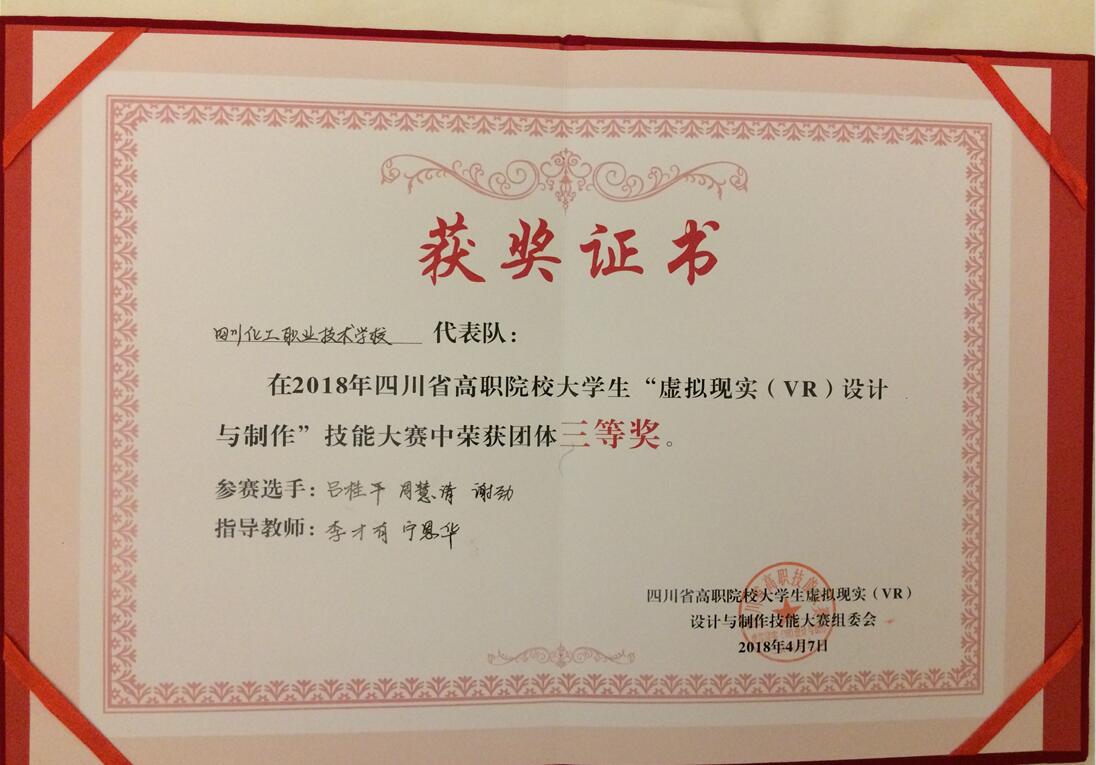 获奖证书
四川化工职业技术学校 代表队：
在2018年四川省高职院校大学生“虚拟现实（VR）设计
与制作”技能大赛中荣获团体三等奖。
参赛选手：吕桂平 周慧清 谢劲
指导教师：李才有 宁恩华
四川省高职院校大学生虚拟现实（VR）
设计与制作技能大赛组委会
2018年4月7日